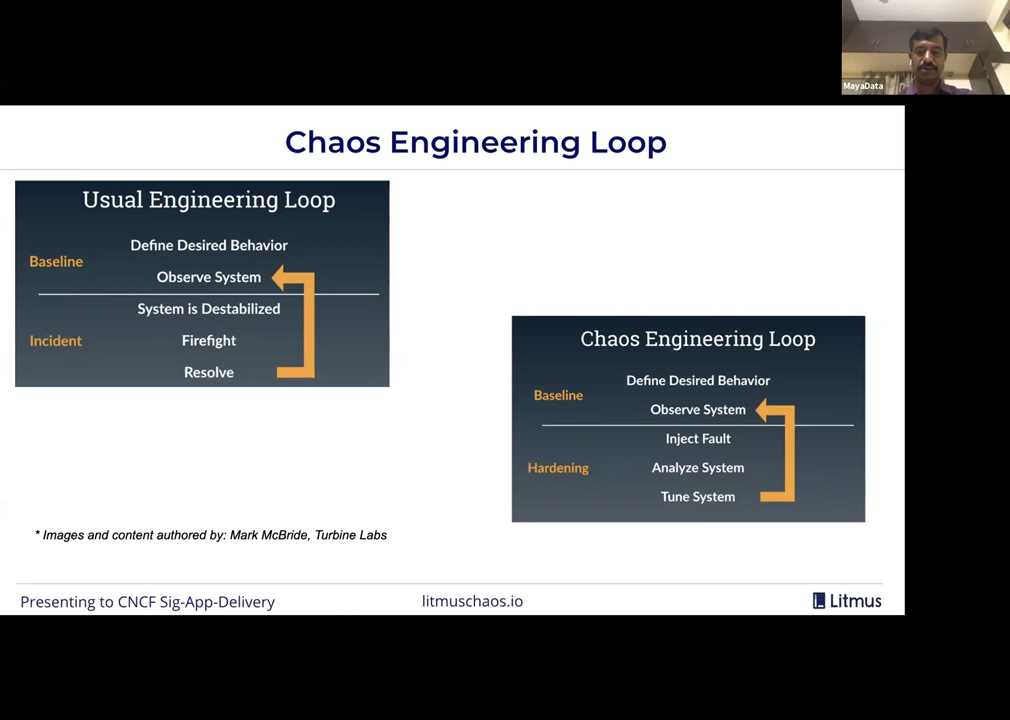 MayaData
Chaos Engineering Loop
Usual Engineering Loop
Baseline
Define Desired Behavior
Observe System
Incident
System is Destabilized
Firefight
Resolve
Chaos Engineering Loop
Baseline
Define Desired Behavior
Observe System
Hardening
Inject Fault
Analyze System
Tune System
* Images and content authored by: Mark McBride, Turbine Labs
Presenting to CNCF Sig-App-Delivery
litmuschaos.io
Litmus